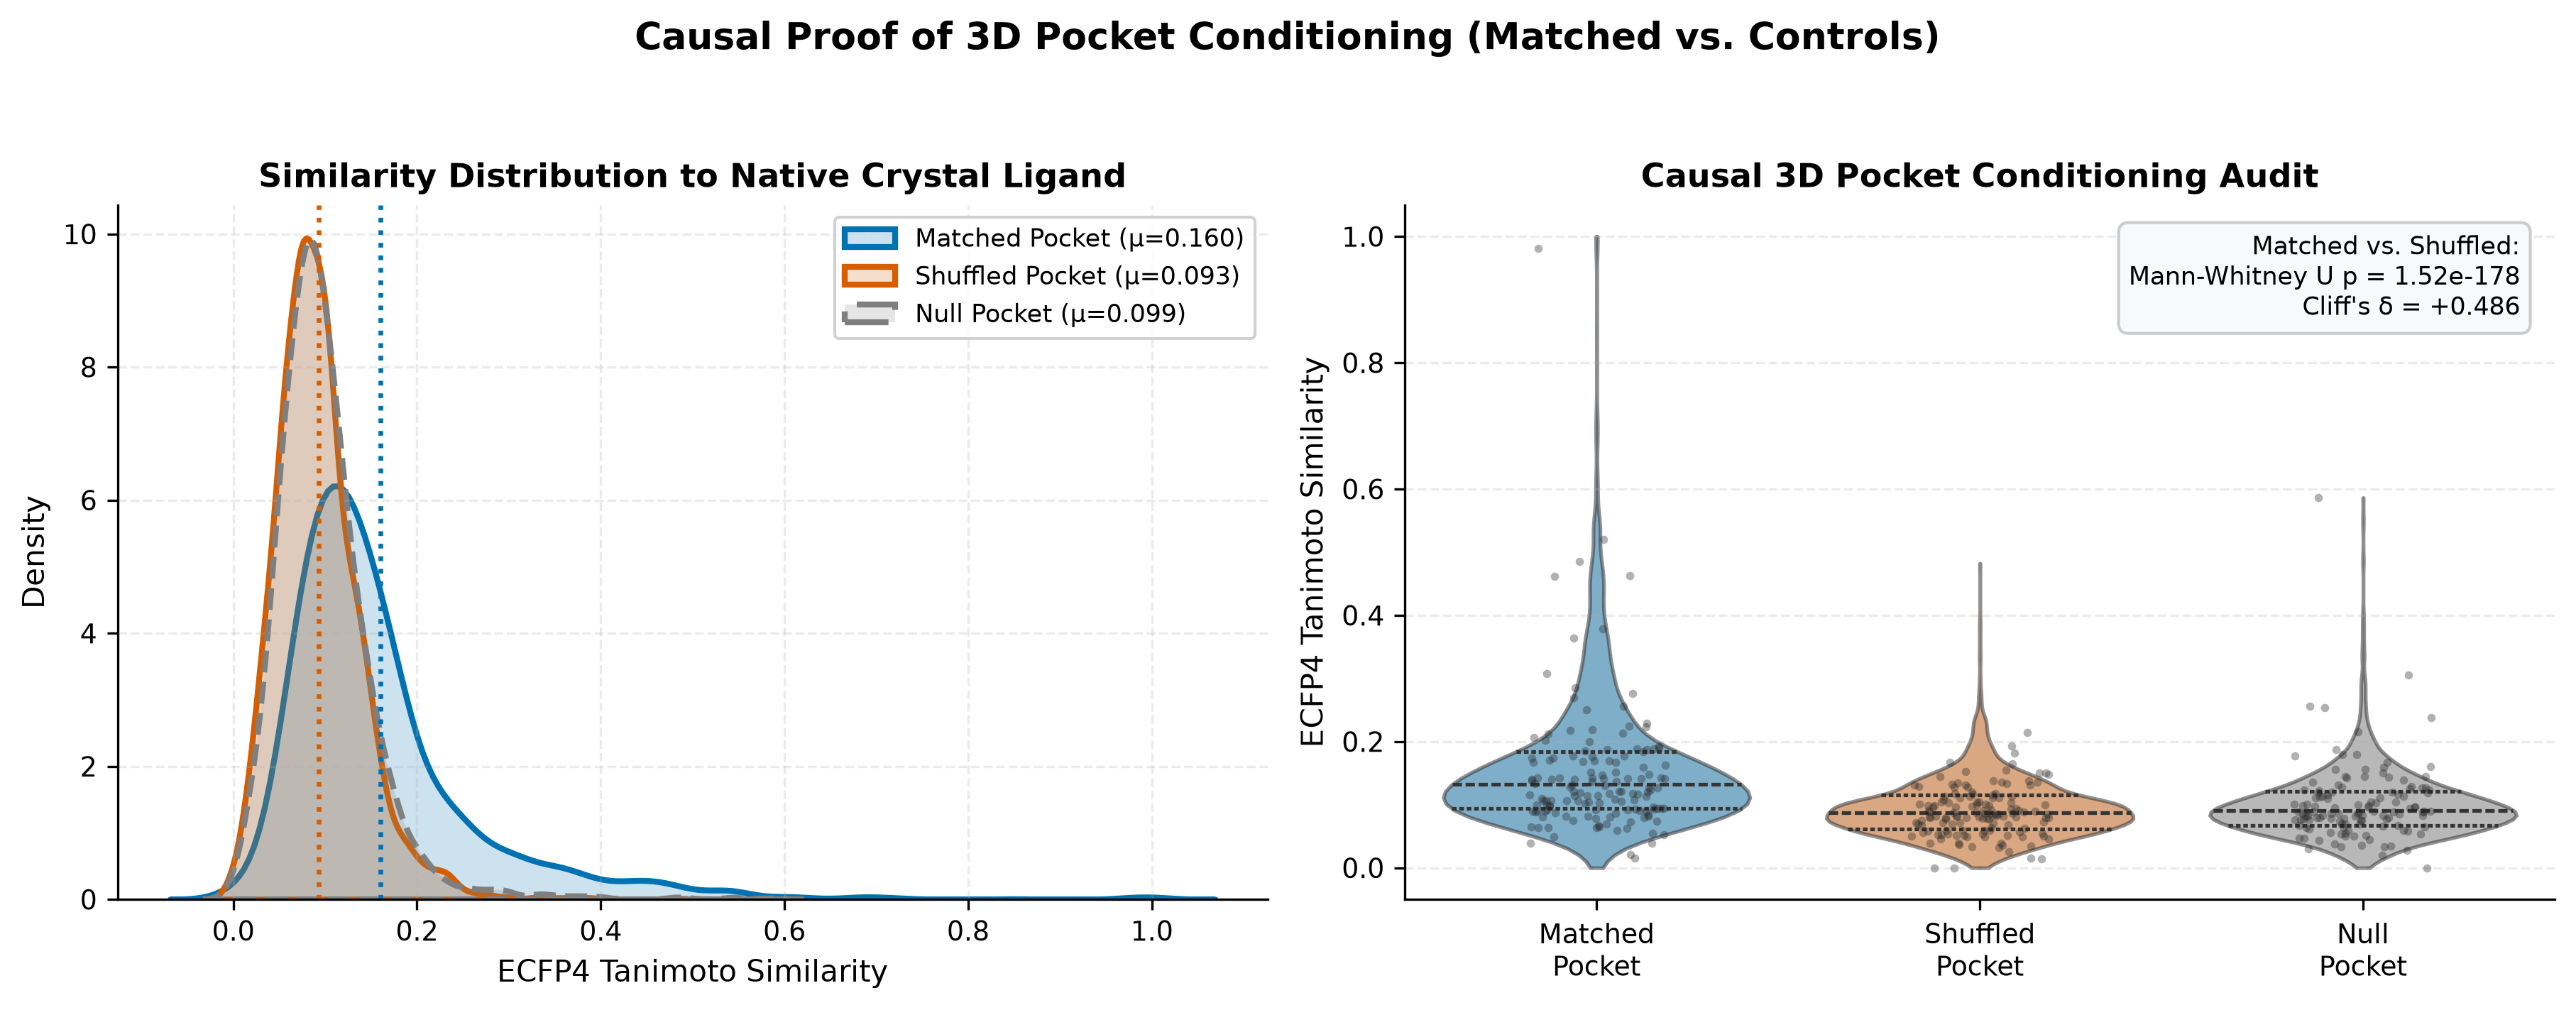 Causal Proof of 3D Pocket Conditioning (Matched vs. Controls)
Similarity Distribution to Native Crystal Ligand
Density
10
8
6
4
2
0
0.0
0.2
0.4
0.6
0.8
1.0
ECFP4 Tanimoto Similarity
Matched Pocket (μ=0.160)
Shuffled Pocket (μ=0.093)
Null Pocket (μ=0.099)
Causal 3D Pocket Conditioning Audit
ECFP4 Tanimoto Similarity
1.0
0.8
0.6
0.4
0.2
0.0
Matched vs. Shuffled:
Mann-Whitney U p = 1.52e-178
Cliff's δ = +0.486
Matched
Pocket
Shuffled
Pocket
Null
Pocket